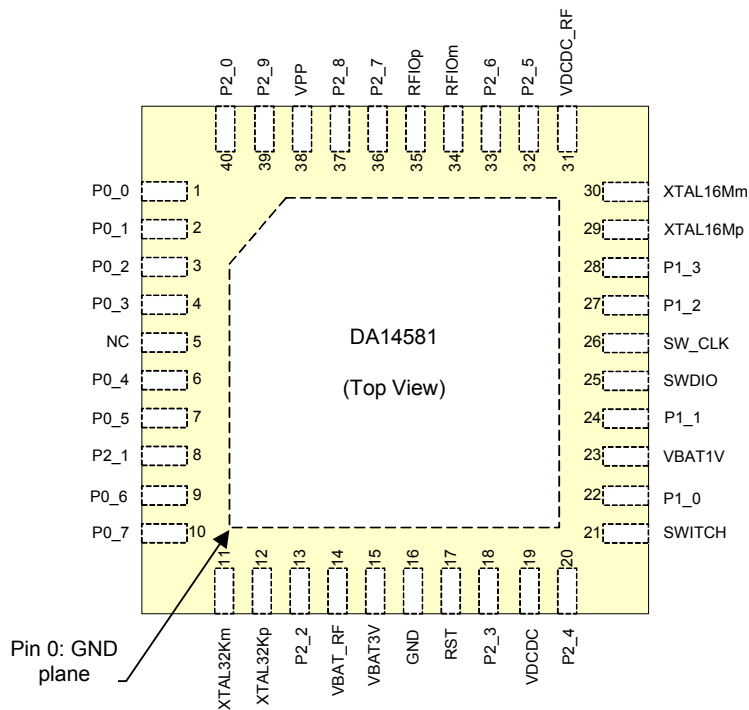 P2_0
P2_9
VPP
P2_8
P2_7
RFIOp
RFIOm
P2_6
P2_5
VDCDC_RF
40
39
38
37
36
35
34
33
32
31
P0_0 1
P0_1 2
P0_2 3
P0_3 4
NC 5
P0_4 6
P0_5 7
P2_1 8
P0_6 9
P0_7 10
DA14581
(Top View)
30 XTAL16Mm
29 XTAL16Mp
28 P1_3
27 P1_2
26 SW_CLK
25 SWDIO
24 P1_1
23 VBAT1V
22 P1_0
21 SWITCH
11
12
13
14
15
16
17
18
19
20
XTAL32Km
XTAL32Kp
P2_2
VBAT_RF
VBAT3V
GND
RST
P2_3
VDCDC
P2_4
Pin 0: GND
plane